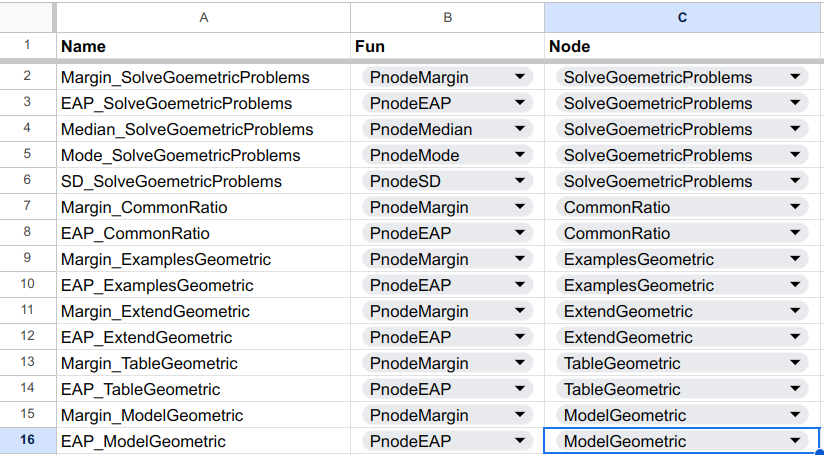 A B C
1 Name Fun Node
2 Margin_SolveGoemetricProblems PnodeMargin SolveGoemetricProblems
3 EAP_SolveGoemetricProblems PnodeEAP SolveGoemetricProblems
4 Median_SolveGoemetricProblems PnodeMedian SolveGoemetricProblems
5 Mode_SolveGoemetricProblems PnodeMode SolveGoemetricProblems
6 SD_SolveGoemetricProblems PnodeSD SolveGoemetricProblems
7 Margin_CommonRatio PnodeMargin CommonRatio
8 EAP_CommonRatio PnodeEAP CommonRatio
9 Margin_ExamplesGeometric PnodeMargin ExamplesGeometric
10 EAP_ExamplesGeometric PnodeEAP ExamplesGeometric
11 Margin_ExtendGeometric PnodeMargin ExtendGeometric
12 EAP_ExtendGeometric PnodeEAP ExtendGeometric
13 Margin_TableGeometric PnodeMargin TableGeometric
14 EAP_TableGeometric PnodeEAP TableGeometric
15 Margin_ModelGeometric PnodeMargin ModelGeometric
16 EAP_ModelGeometric PnodeEAP ModelGeometric